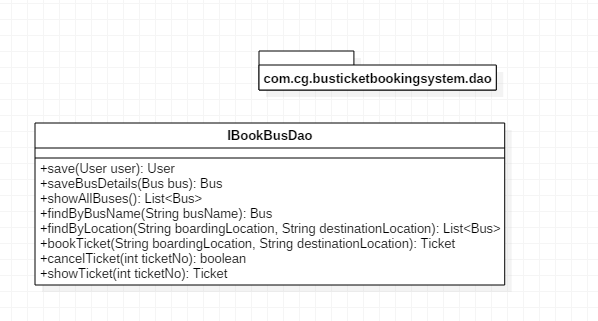 com.cg.busticketbookingsystem.dao
IBookBusDao
+save(User user): User
+saveBusDetails(Bus bus): Bus
+showAllBuses(): List<Bus>
+findByBusName(String busName): Bus
+findByLocation(String boardingLocation, String destinationLocation): List<Bus>
+bookTicket(String boardingLocation, String destinationLocation): Ticket
+cancelTicket(int ticketNo): boolean
+showTicket(int ticketNo): Ticket